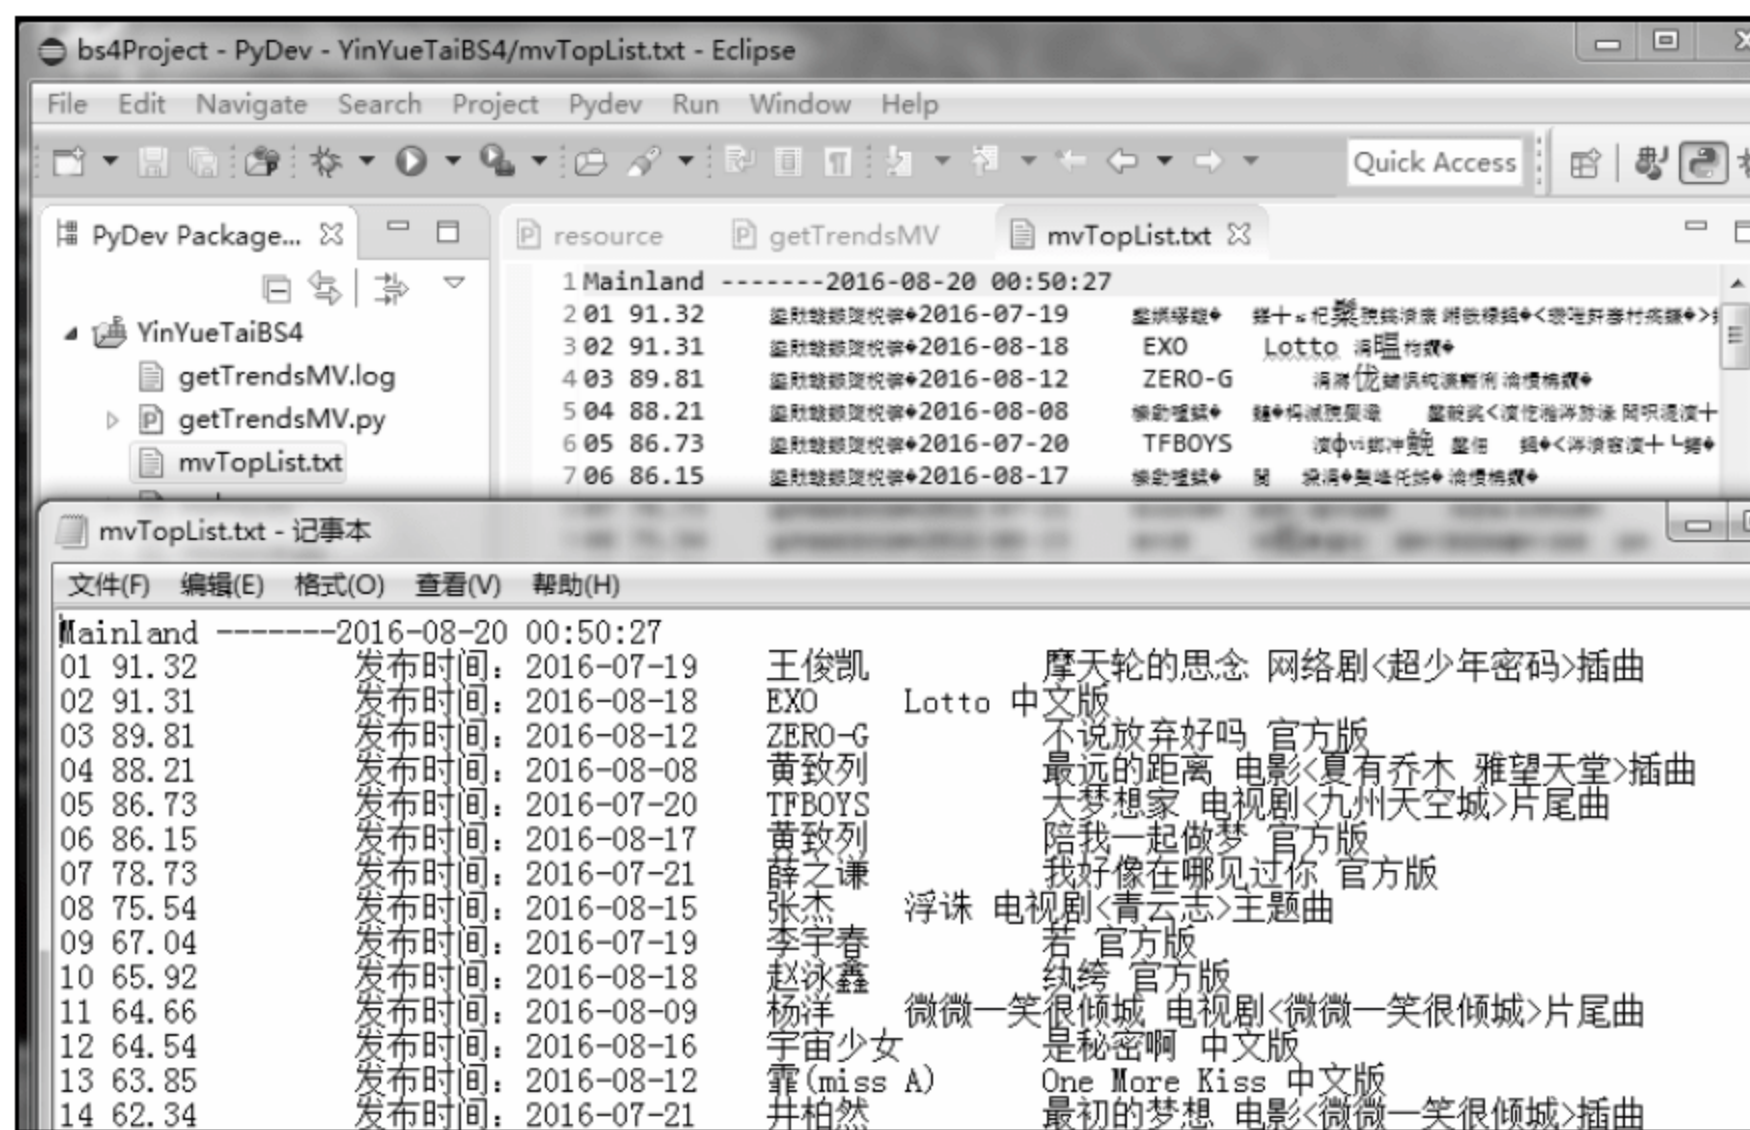 bs4Project - PyDev - YinYueTaiBS4/mvTopList.txt - Eclipse
File Edit Navigate Search Project Pydev Run Window Help
Quick Access
PyDev Package...
resource getTrendsMV mvTopList.txt
YinYueTaiBS4
getTrendsMV.log
getTrendsMV.py
mvTopList.txt
1 Mainland -------2016-08-20 00:50:27
2 01 91.32 2016-07-19
3 02 91.31 2016-08-18 EXO Lotto
4 03 89.81 2016-08-12 ZERO-G
5 04 88.21 2016-08-08
6 05 86.73 2016-07-20 TFBOYS
7 06 86.15 2016-08-17
mvTopList.txt - 记事本
文件(F) 编辑(E) 格式(O) 查看(V) 帮助(H)
Mainland -------2016-08-20 00:50:27
01 91.32 发布时间：2016-07-19 王俊凯 摩天轮的思念 网络剧<超少年密码>插曲
02 91.31 发布时间：2016-08-18 EXO Lotto 中文版
03 89.81 发布时间：2016-08-12 ZERO-G 不说放弃好吗 官方版
04 88.21 发布时间：2016-08-08 黄致列 最远的距离 电影<夏有乔木 雅望天堂>插曲
05 86.73 发布时间：2016-07-20 TFBOYS 大梦想家 电视剧<九州天空城>片尾曲
06 86.15 发布时间：2016-08-17 黄致列 陪我一起做梦 官方版
07 78.73 发布时间：2016-07-21 薛之谦 我好像在哪见过你 官方版
08 75.54 发布时间：2016-08-15 张杰 浮诛 电视剧<青云志>主题曲
09 67.04 发布时间：2016-07-19 李宇春 若 官方版
10 65.92 发布时间：2016-08-18 赵泳鑫 纨绔 官方版
11 64.66 发布时间：2016-08-09 杨洋 微微一笑很倾城 电视剧<微微一笑很倾城>片尾曲
12 64.54 发布时间：2016-08-16 宇宙少女 是秘密啊 中文版
13 63.85 发布时间：2016-08-12 霏(miss A) One More Kiss 中文版
14 62.34 发布时间：2016-07-21 井柏然 最初的梦想 电影<微微一笑很倾城>插曲